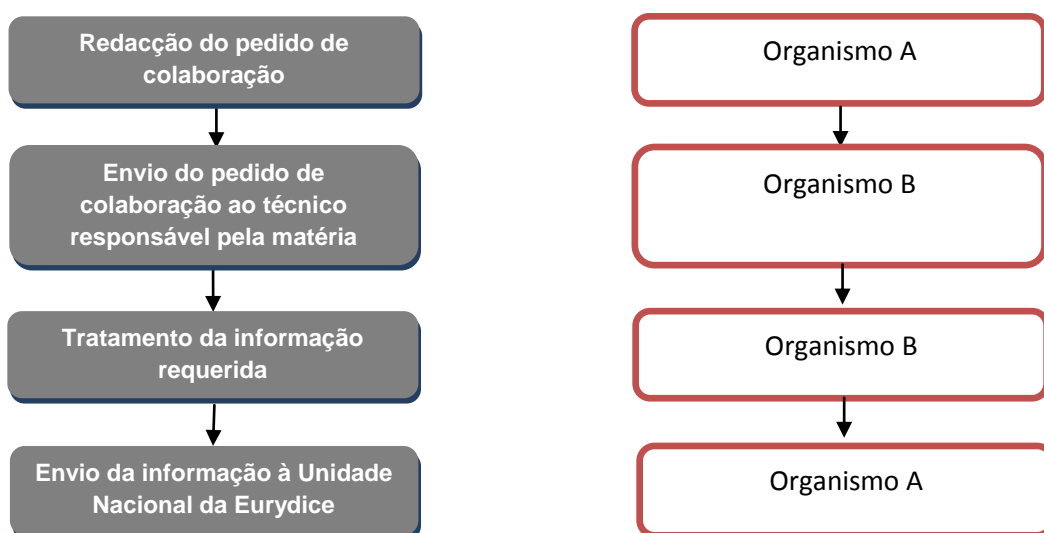 Redacção do pedido de
colaboração
Organismo A
Envio do pedido de
colaboração ao técnico
responsável pela matéria
Organismo B
Tratamento da informação
requerida
Organismo B
Envio da informação à Unidade
Nacional da Eurydice
Organismo A